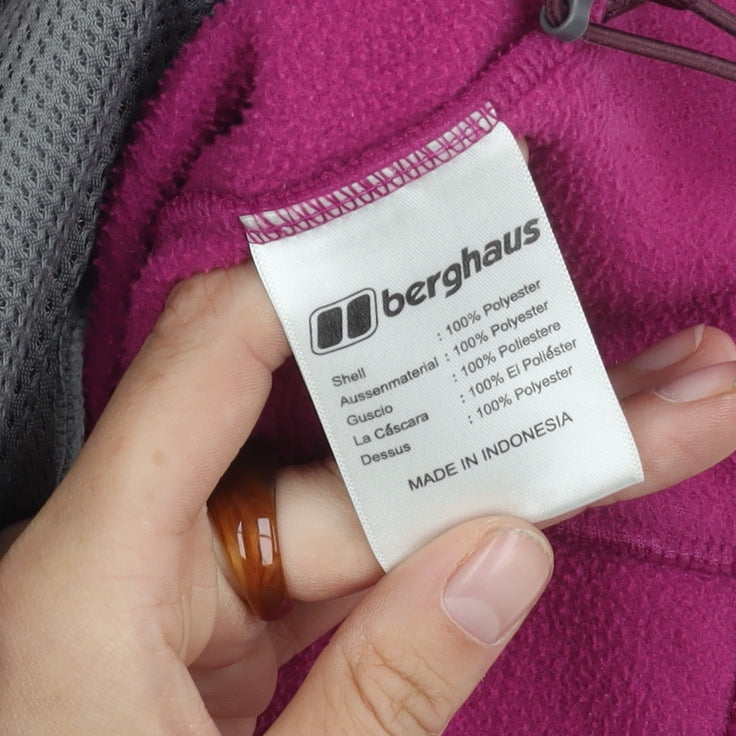 berghaus
Shell : 100% Polyester
Aussenmaterial : 100% Polyester
Guscio : 100% Poliestere
La Cáscara : 100% El Poliéster
Dessus : 100% Polyester
MADE IN INDONESIA